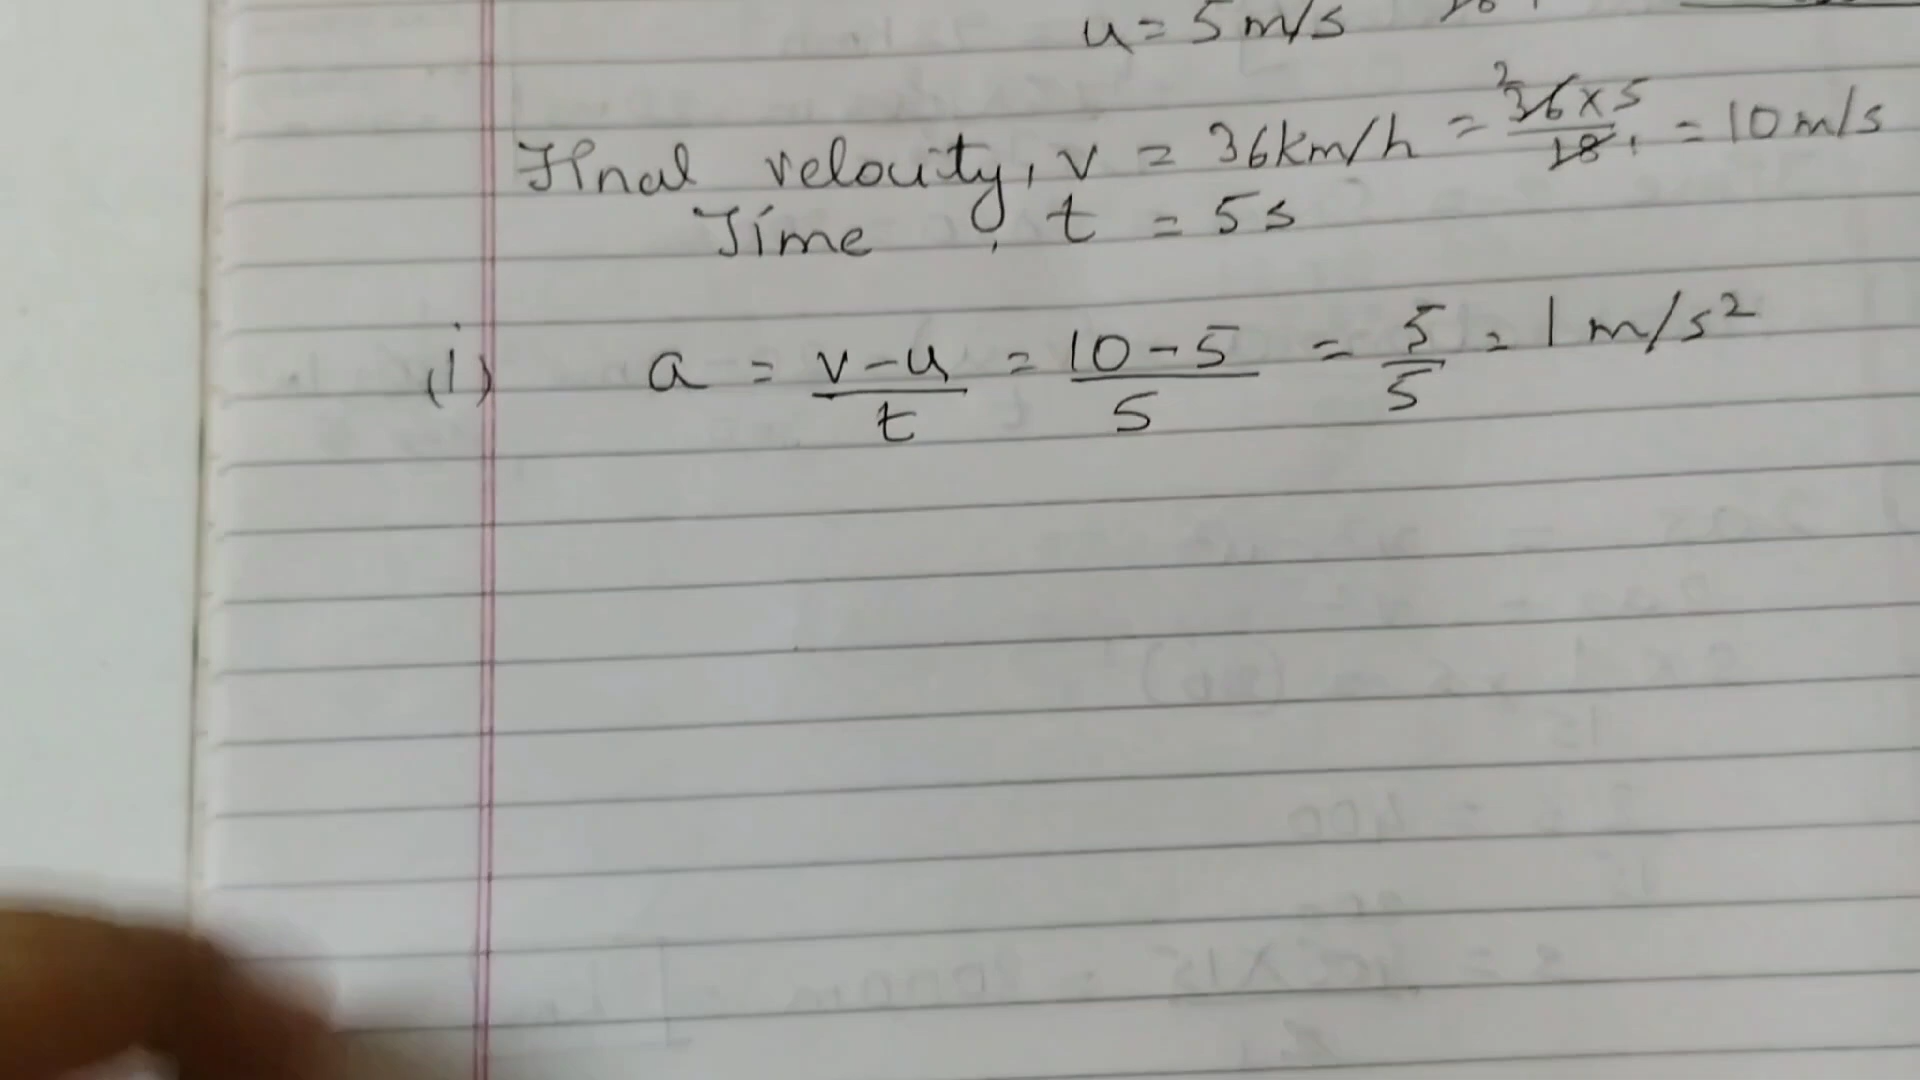 u = 5 m/s
Final velocity, v = 36 km/h = 36 × 5 / 18 = 10 m/s
Time , t = 5 s
(i) a = v - u / t = 10 - 5 / 5 = 5 / 5 = 1 m/s²